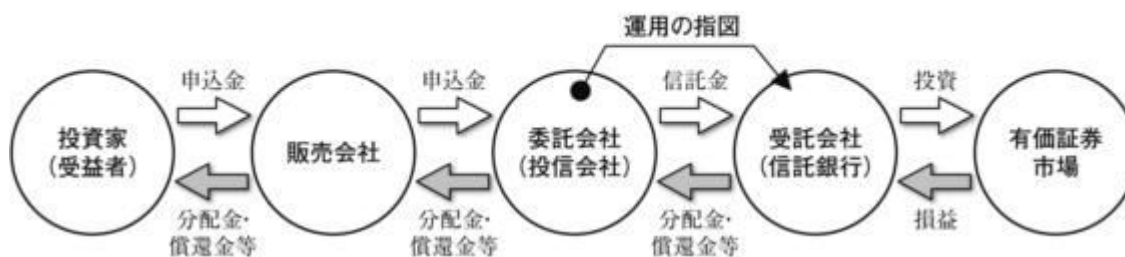 運用の指図
申込金
申込金
信託金
投資
投資家
(受益者)
販売会社
委託会社
(投信会社)
受託会社
(信託銀行)
有価証券
市場
分配金・
償還金等
分配金・
償還金等
分配金・
償還金等
損益